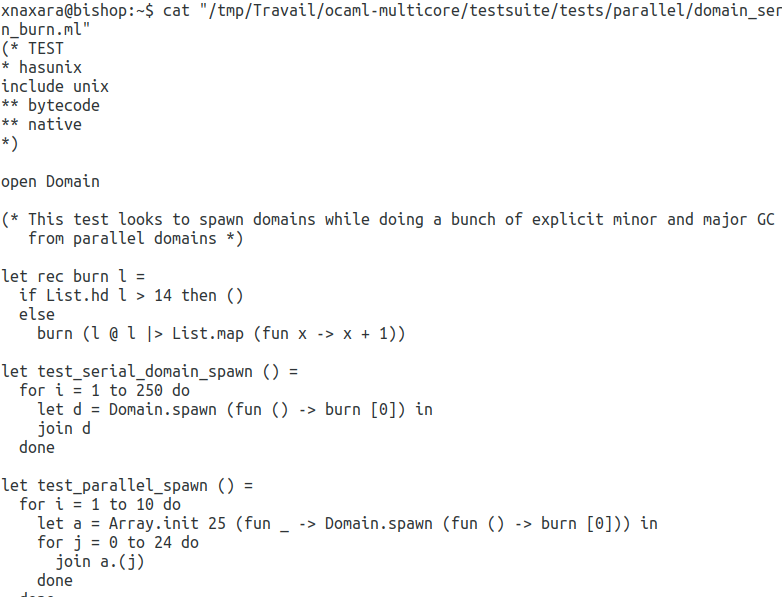 xnaxara@bishop:~$ cat "/tmp/Travail/ocaml-multicore/testsuite/tests/parallel/domain_ser
n_burn.ml"
(* TEST
* hasunix
include unix
** bytecode
** native
*)

open Domain

(* This test looks to spawn domains while doing a bunch of explicit minor and major GC
   from parallel domains *)

let rec burn l =
  if List.hd l > 14 then ()
  else
    burn (l @ l |> List.map (fun x -> x + 1))

let test_serial_domain_spawn () =
  for i = 1 to 250 do
    let d = Domain.spawn (fun () -> burn [0]) in
    join d
  done

let test_parallel_spawn () =
  for i = 1 to 10 do
    let a = Array.init 25 (fun _ -> Domain.spawn (fun () -> burn [0])) in
    for j = 0 to 24 do
      join a.(j)
    done
  done